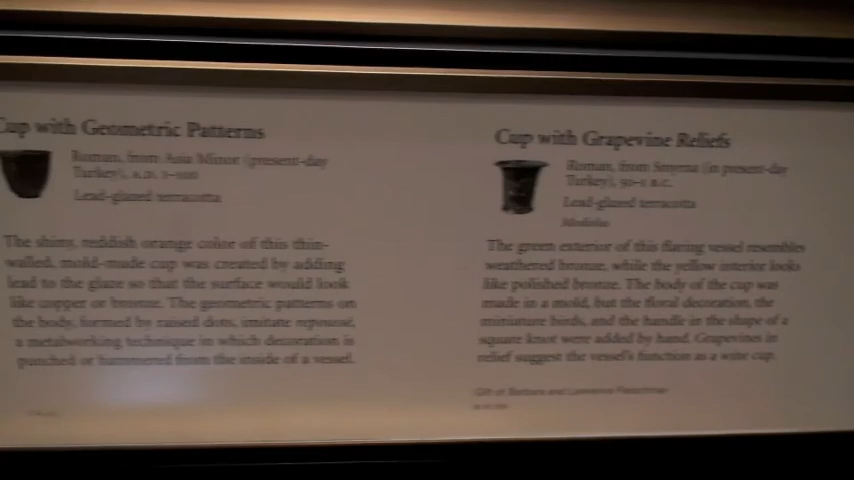 Cup with Geometric Patterns
Roman, from Asia Minor (present-day
Turkey), A.D. 1–100
Lead-glazed terracotta
The shiny, reddish orange color of this thin-
walled, mold-made cup was created by adding
lead to the glaze so that the surface would look
like copper or bronze. The geometric patterns on
the body, formed by raised dots, imitate repoussé,
a metalworking technique in which decoration is
punched or hammered from the inside of a vessel.
Cup with Grapevine Reliefs
Roman, from Smyrna (in present-day
Turkey), 50–1 B.C.
Lead-glazed terracotta
The green exterior of this flaring vessel resembles
weathered bronze, while the yellow interior looks
like polished bronze. The body of the cup was
made in a mold, but the floral decoration, the
miniature birds, and the handle in the shape of a
square knot were added by hand. Grapevines in
relief suggest the vessel's function as a wine cup.
Gift of Barbara and Lawrence Fleischman